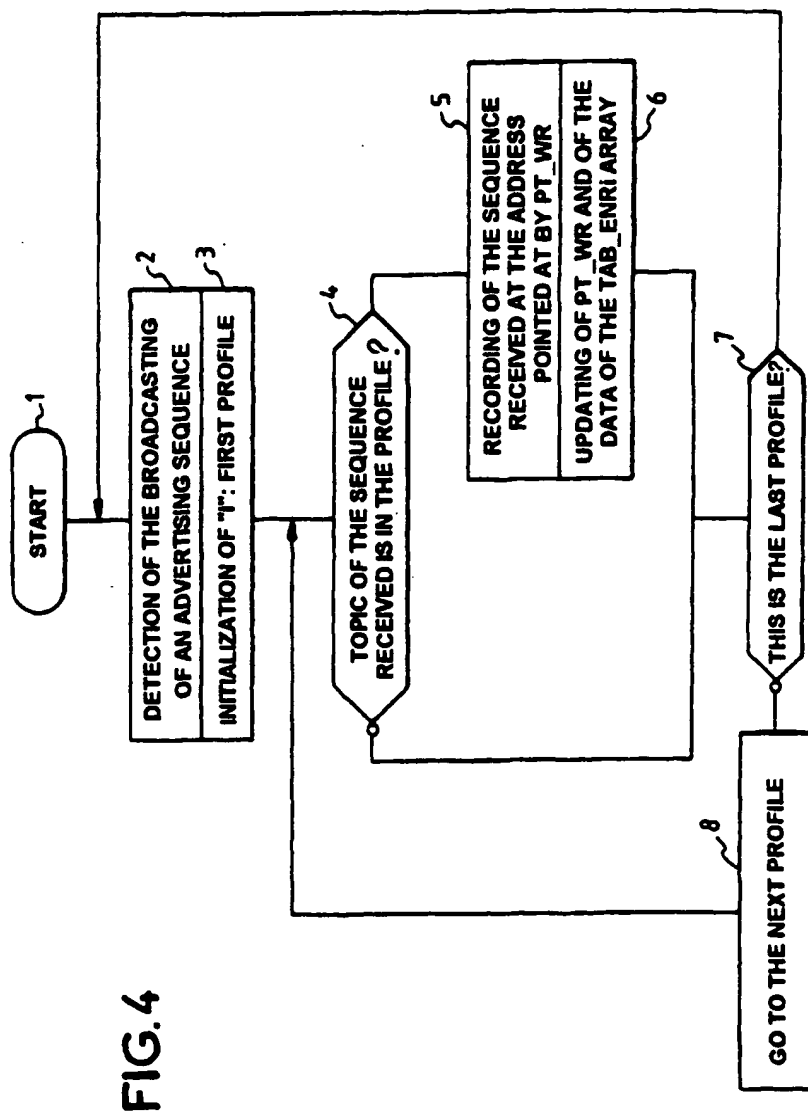 FIG.4
START
1
DETECTION OF THE BROADCASTING
OF AN ADVERTISING SEQUENCE
2
INITIALIZATION OF "I": FIRST PROFILE
3
TOPIC OF THE SEQUENCE
RECEIVED IS IN THE PROFILE?
4
RECORDING OF THE SEQUENCE
RECEIVED AT THE ADDRESS
POINTED AT BY PT_WR
5
UPDATING OF PT_WR AND OF THE
DATA OF THE TAB_ENRi ARRAY
6
THIS IS THE LAST PROFILE?
7
GO TO THE NEXT PROFILE
8